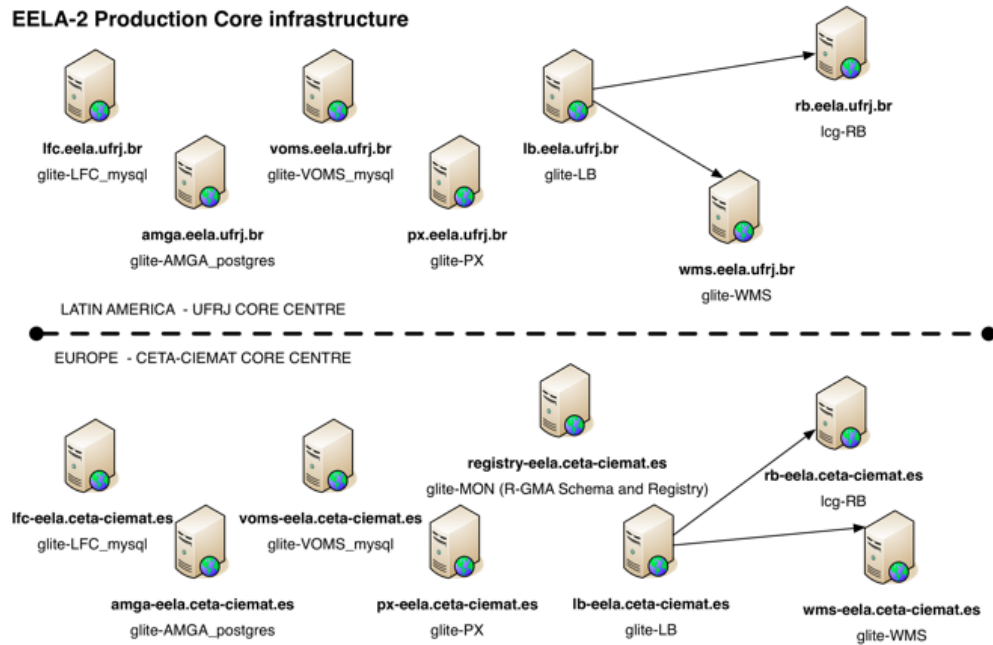 EELA-2 Production Core infrastructure
lfc.eela.ufrj.br
glite-LFC_mysql
voms.eela.ufrj.br
glite-VOMS_mysql
lb.eela.ufrj.br
glite-LB
rb.eela.ufrj.br
lcg-RB
amga.eela.ufrj.br
glite-AMGA_postgres
px.eela.ufrj.br
glite-PX
wms.eela.ufrj.br
glite-WMS
LATIN AMERICA - UFRJ CORE CENTRE
EUROPE - CETA-CIEMAT CORE CENTRE
registry-eela.ceta-ciemat.es
glite-MON (R-GMA Schema and Registry)
rb-eela.ceta-ciemat.es
lcg-RB
lfc-eela.ceta-ciemat.es
glite-LFC_mysql
voms-eela.ceta-ciemat.es
glite-VOMS_mysql
amga-eela.ceta-ciemat.es
glite-AMGA_postgres
px-eela.ceta-ciemat.es
glite-PX
lb-eela.ceta-ciemat.es
glite-LB
wms-eela.ceta-ciemat.es
glite-WMS